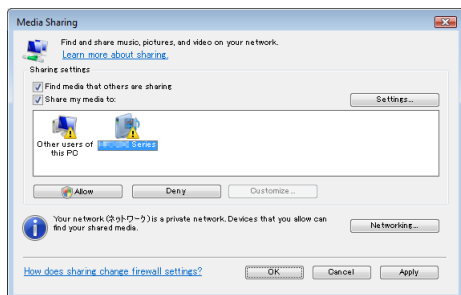 Media Sharing
Find and share music, pictures, and video on your network.
Learn more about sharing.
Sharing settings
Find media that others are sharing
Share my media to:
Settings...
Other users of
this PC
Series
Allow
Deny
Customize...
Your network (ネットワーク) is a private network. Devices that you allow can
find your shared media.
Networking...
How does sharing change firewall settings?
OK
Cancel
Apply